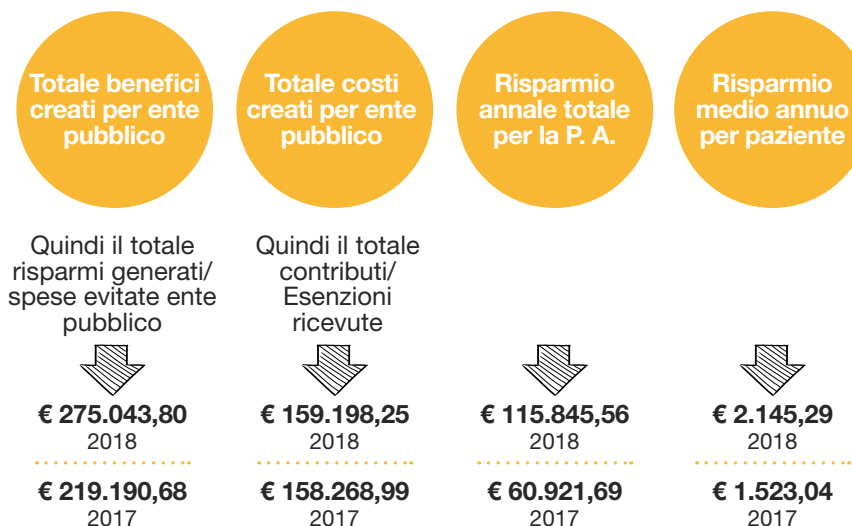 Totale benefici
creati per ente
pubblico
Totale costi
creati per ente
pubblico
Risparmio
annale totale
per la P. A.
Risparmio
medio annuo
per paziente
Quindi il totale
risparmi generati/
spese evitate ente
pubblico
Quindi il totale
contributi/
Esenzioni
ricevute
€ 275.043,80
2018
€ 159.198,25
2018
€ 115.845,56
2018
€ 2.145,29
2018
€ 219.190,68
2017
€ 158.268,99
2017
€ 60.921,69
2017
€ 1.523,04
2017